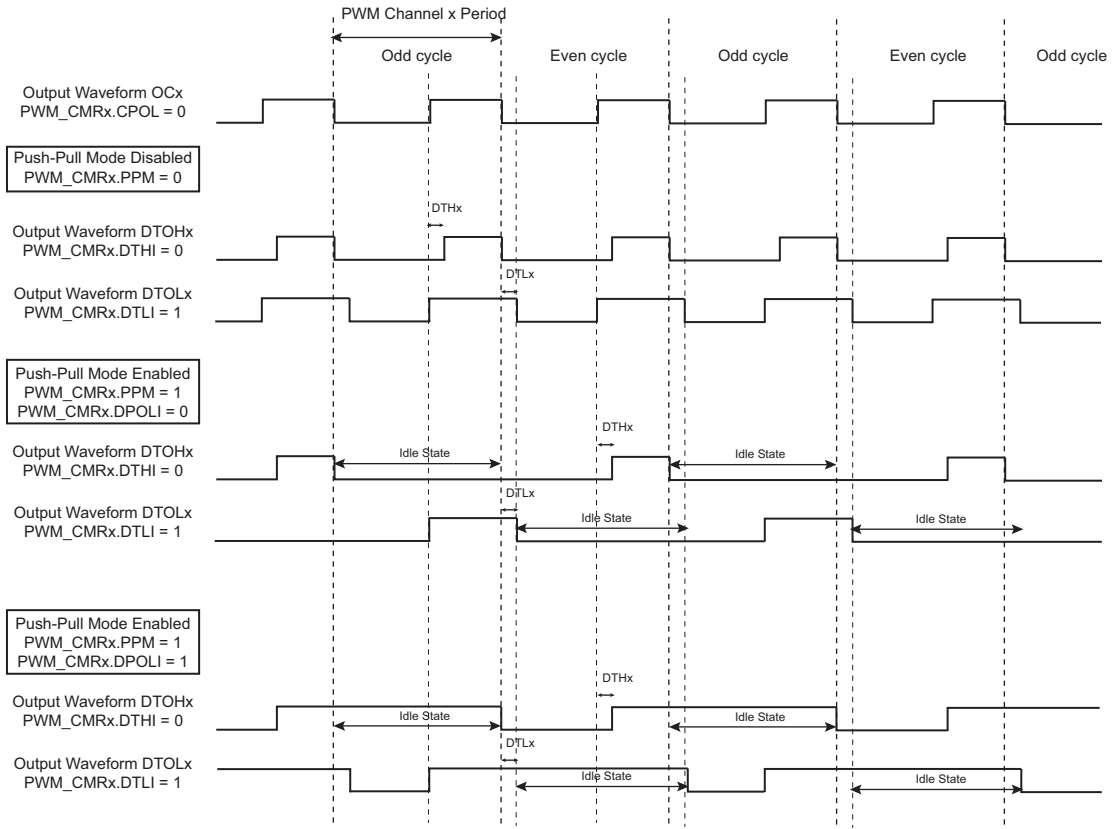 PWM Channel x Period
Odd cycle
Even cycle
Odd cycle
Even cycle
Odd cycle
Output Waveform OCx
PWM_CMRx.CPOL = 0
Push-Pull Mode Disabled
PWM_CMRx.PPM = 0
DTHx
Output Waveform DTOHx
PWM_CMRx.DTHI = 0
DTLx
Output Waveform DTOLx
PWM_CMRx.DTLI = 1
Push-Pull Mode Enabled
PWM_CMRx.PPM = 1
PWM_CMRx.DPOLI = 0
DTHx
Output Waveform DTOHx
PWM_CMRx.DTHI = 0
Idle State
Idle State
DTLx
Output Waveform DTOLx
PWM_CMRx.DTLI = 1
Idle State
Idle State
Push-Pull Mode Enabled
PWM_CMRx.PPM = 1
PWM_CMRx.DPOLI = 1
DTHx
Output Waveform DTOHx
PWM_CMRx.DTHI = 0
Idle State
Idle State
DTLx
Output Waveform DTOLx
PWM_CMRx.DTLI = 1
Idle State
Idle State